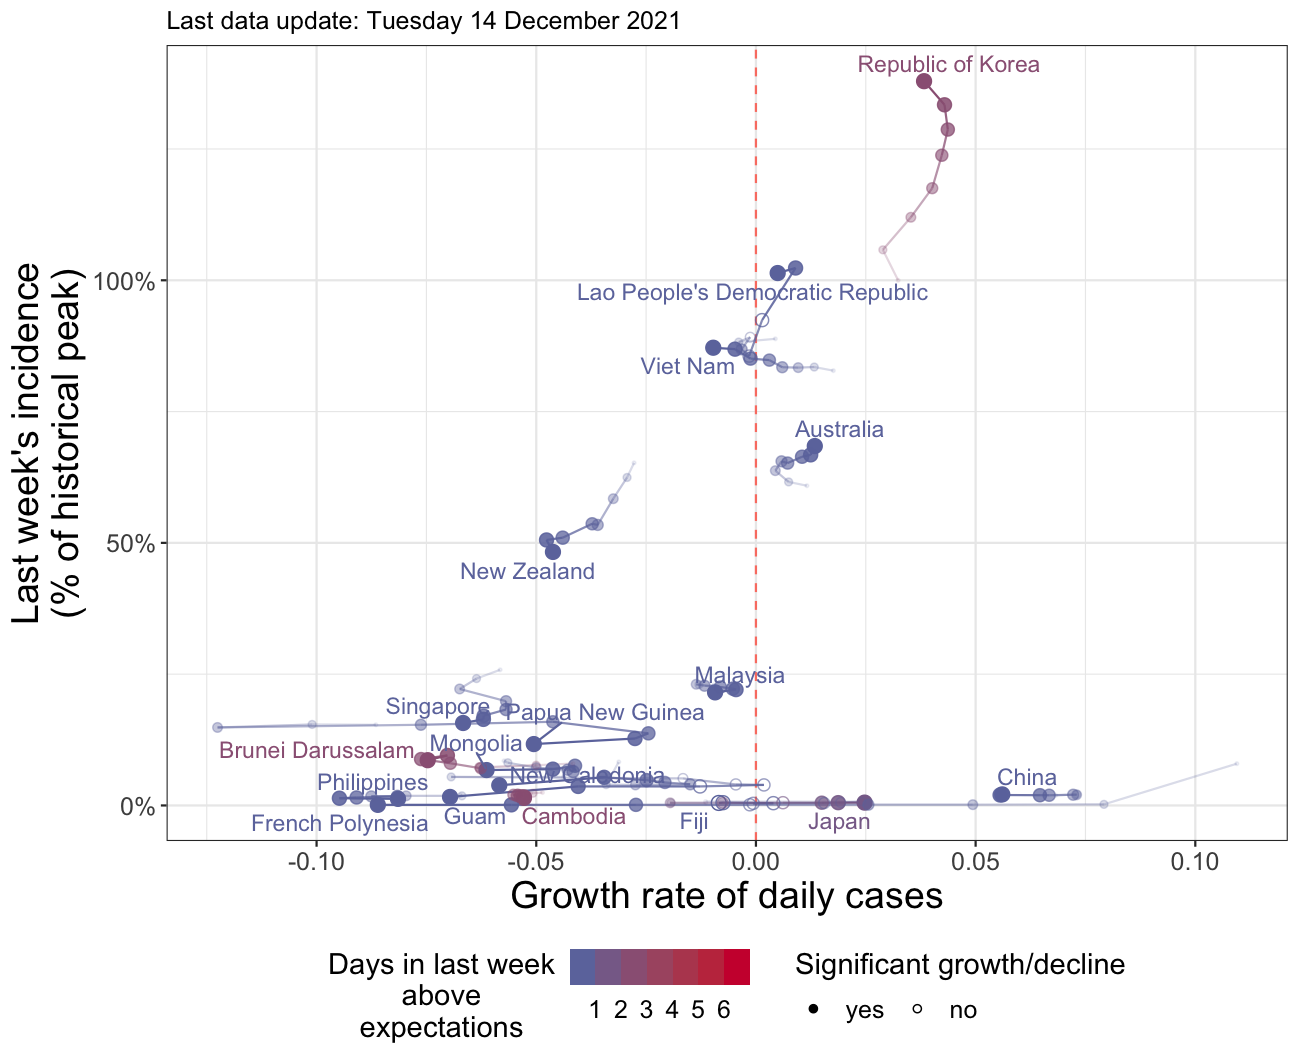 Last data update: Tuesday 14 December 2021
Republic of Korea
100%
Lao People's Democratic Republic
Viet Nam
Australia
Last week's incidence
(% of historical peak)
50%
New Zealand
Malaysia
Singapore
Papua New Guinea
Brunei Darussalam
Mongolia
New Caledonia
Philippines
China
0%
French Polynesia
Guam
Cambodia
Fiji
Japan
-0.10
-0.05
0.00
0.05
0.10
Growth rate of daily cases
Days in last week
above
expectations
1 2 3 4 5 6
Significant growth/decline
yes
no